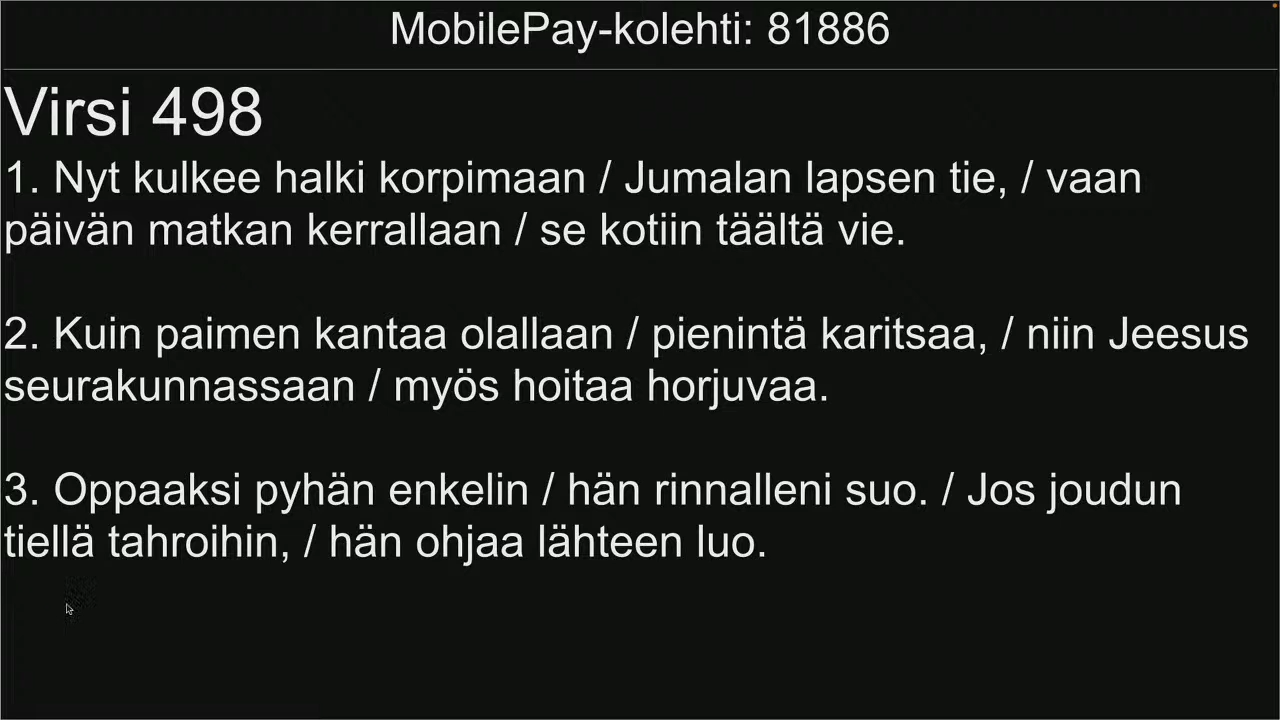 MobilePay-kolehti: 81886
Virsi 498
1. Nyt kulkee halki korpimaan / Jumalan lapsen tie, / vaan
päivän matkan kerrallaan / se kotiin täältä vie.
2. Kuin paimen kantaa olallaan / pienintä karitsaa, / niin Jeesus
seurakunnassaan / myös hoitaa horjuvaa.
3. Oppaaksi pyhän enkelin / hän rinnalleni suo. / Jos joudun
tiellä tahroihin, / hän ohjaa lähteen luo.